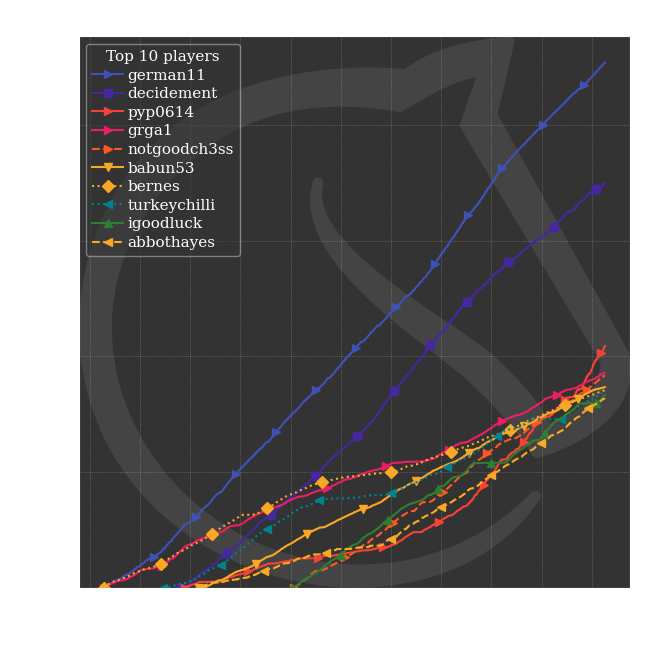 Top 10 players
german11
decidement
pyp0614
grga1
notgoodch3ss
babun53
bernes
turkeychilli
igoodluck
abbothayes